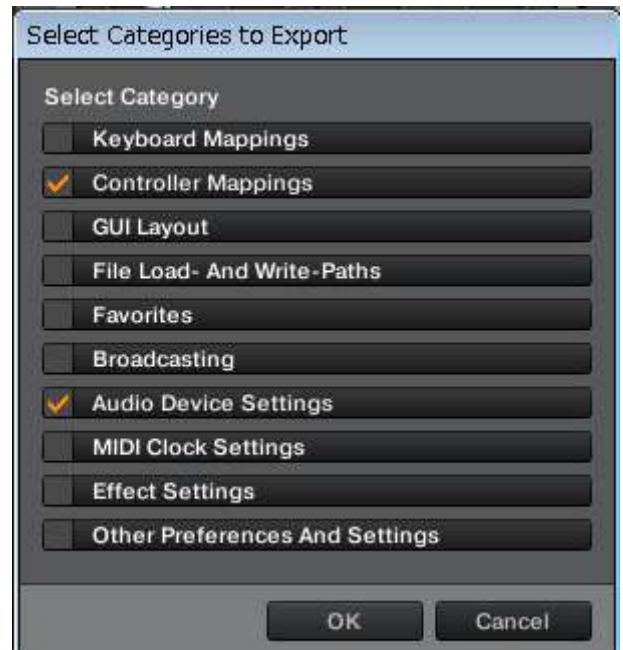 Select Categories to Export
Select Category
Keyboard Mappings
Controller Mappings
GUI Layout
File Load- And Write-Paths
Favorites
Broadcasting
Audio Device Settings
MIDI Clock Settings
Effect Settings
Other Preferences And Settings
OK Cancel